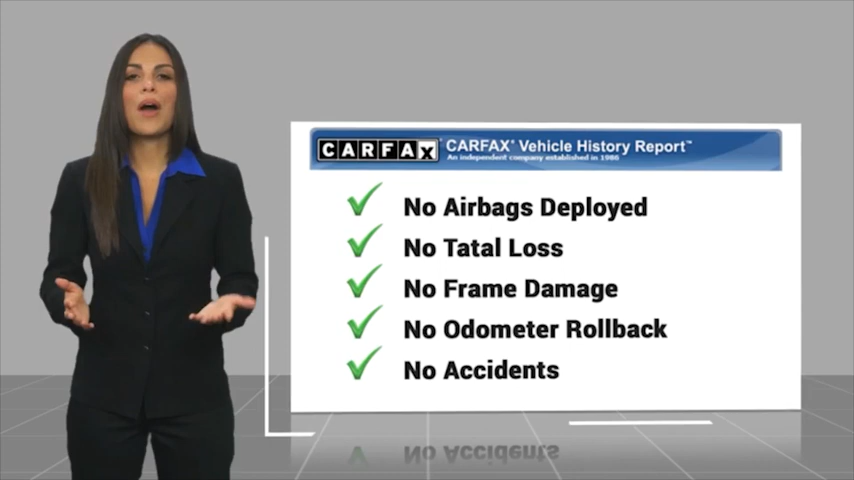 CARFAX CARFAX® Vehicle History Report™
An independent company established in 1986
No Airbags Deployed
No Tatal Loss
No Frame Damage
No Odometer Rollback
No Accidents
No Accidents